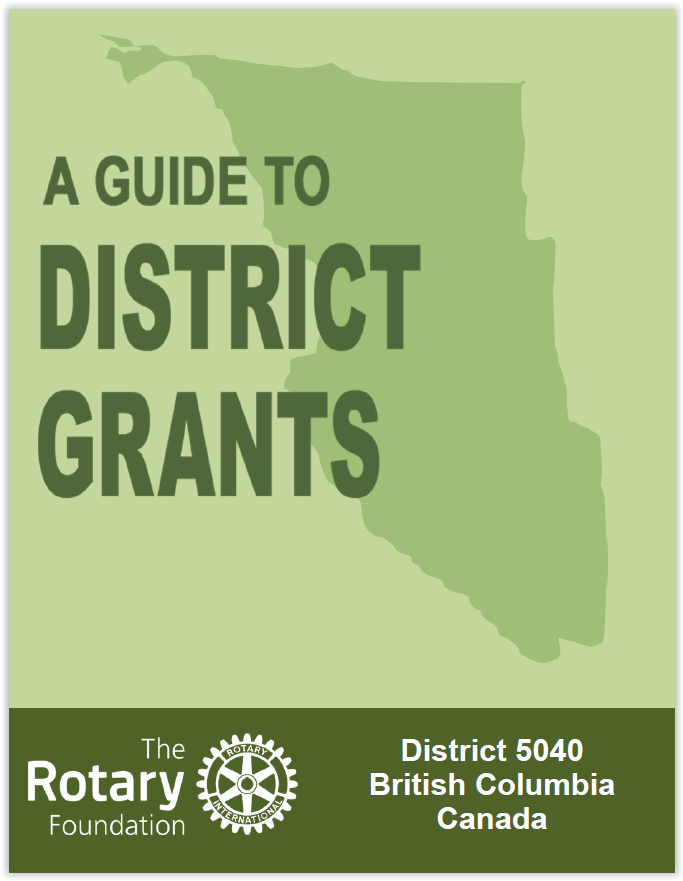 A GUIDE TO
DISTRICT
GRANTS
The
Rotary
Foundation
ROTARY
INTERNATIONAL
District 5040
British Columbia
Canada